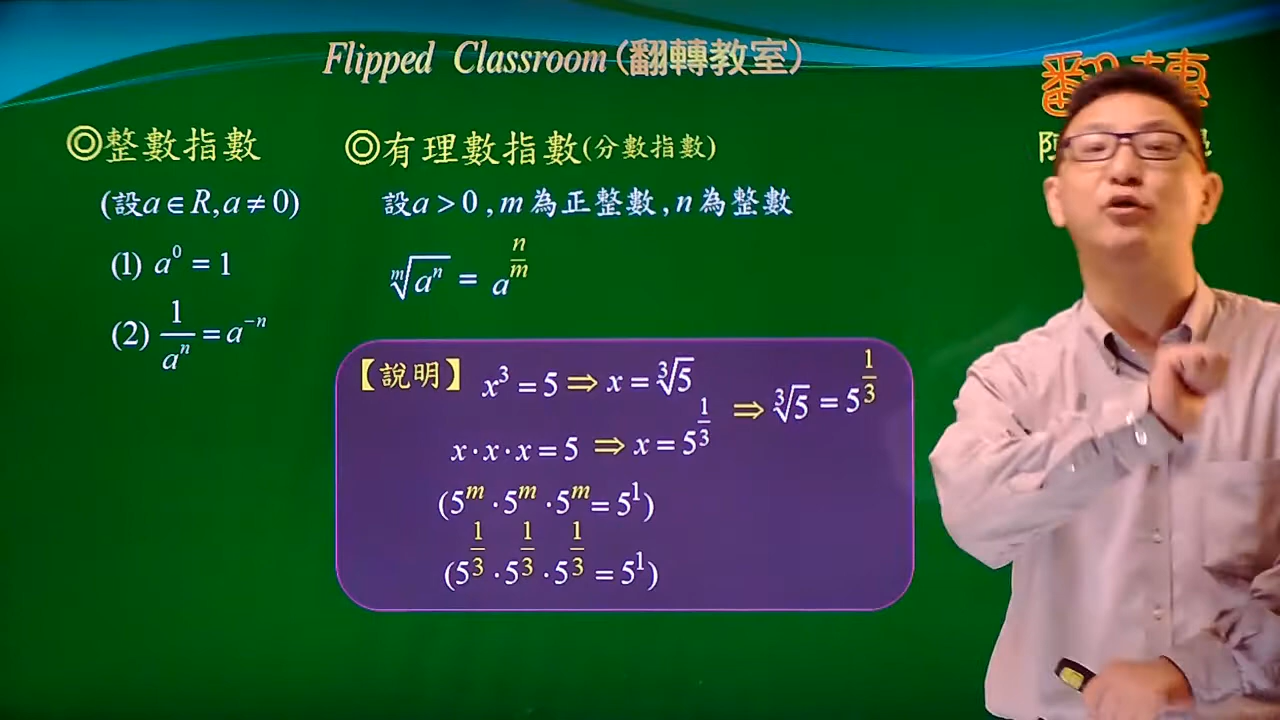 Flipped Classroom (翻轉教室)
翻轉
陳
◎整數指數
(設a∈R,a≠0)
(1) a⁰ = 1
(2) 1/aⁿ = a⁻ⁿ
◎有理數指數(分數指數)
設a > 0 , m 為正整數, n 為整數
ᵐ√aⁿ = a^(n/m)
【說明】 x³ = 5 ⇒ x = ³√5
x·x·x = 5 ⇒ x = 5^(1/3)
⇒ ³√5 = 5^(1/3)
(5ᵐ·5ᵐ·5ᵐ = 5¹)
(5^(1/3)·5^(1/3)·5^(1/3) = 5¹)